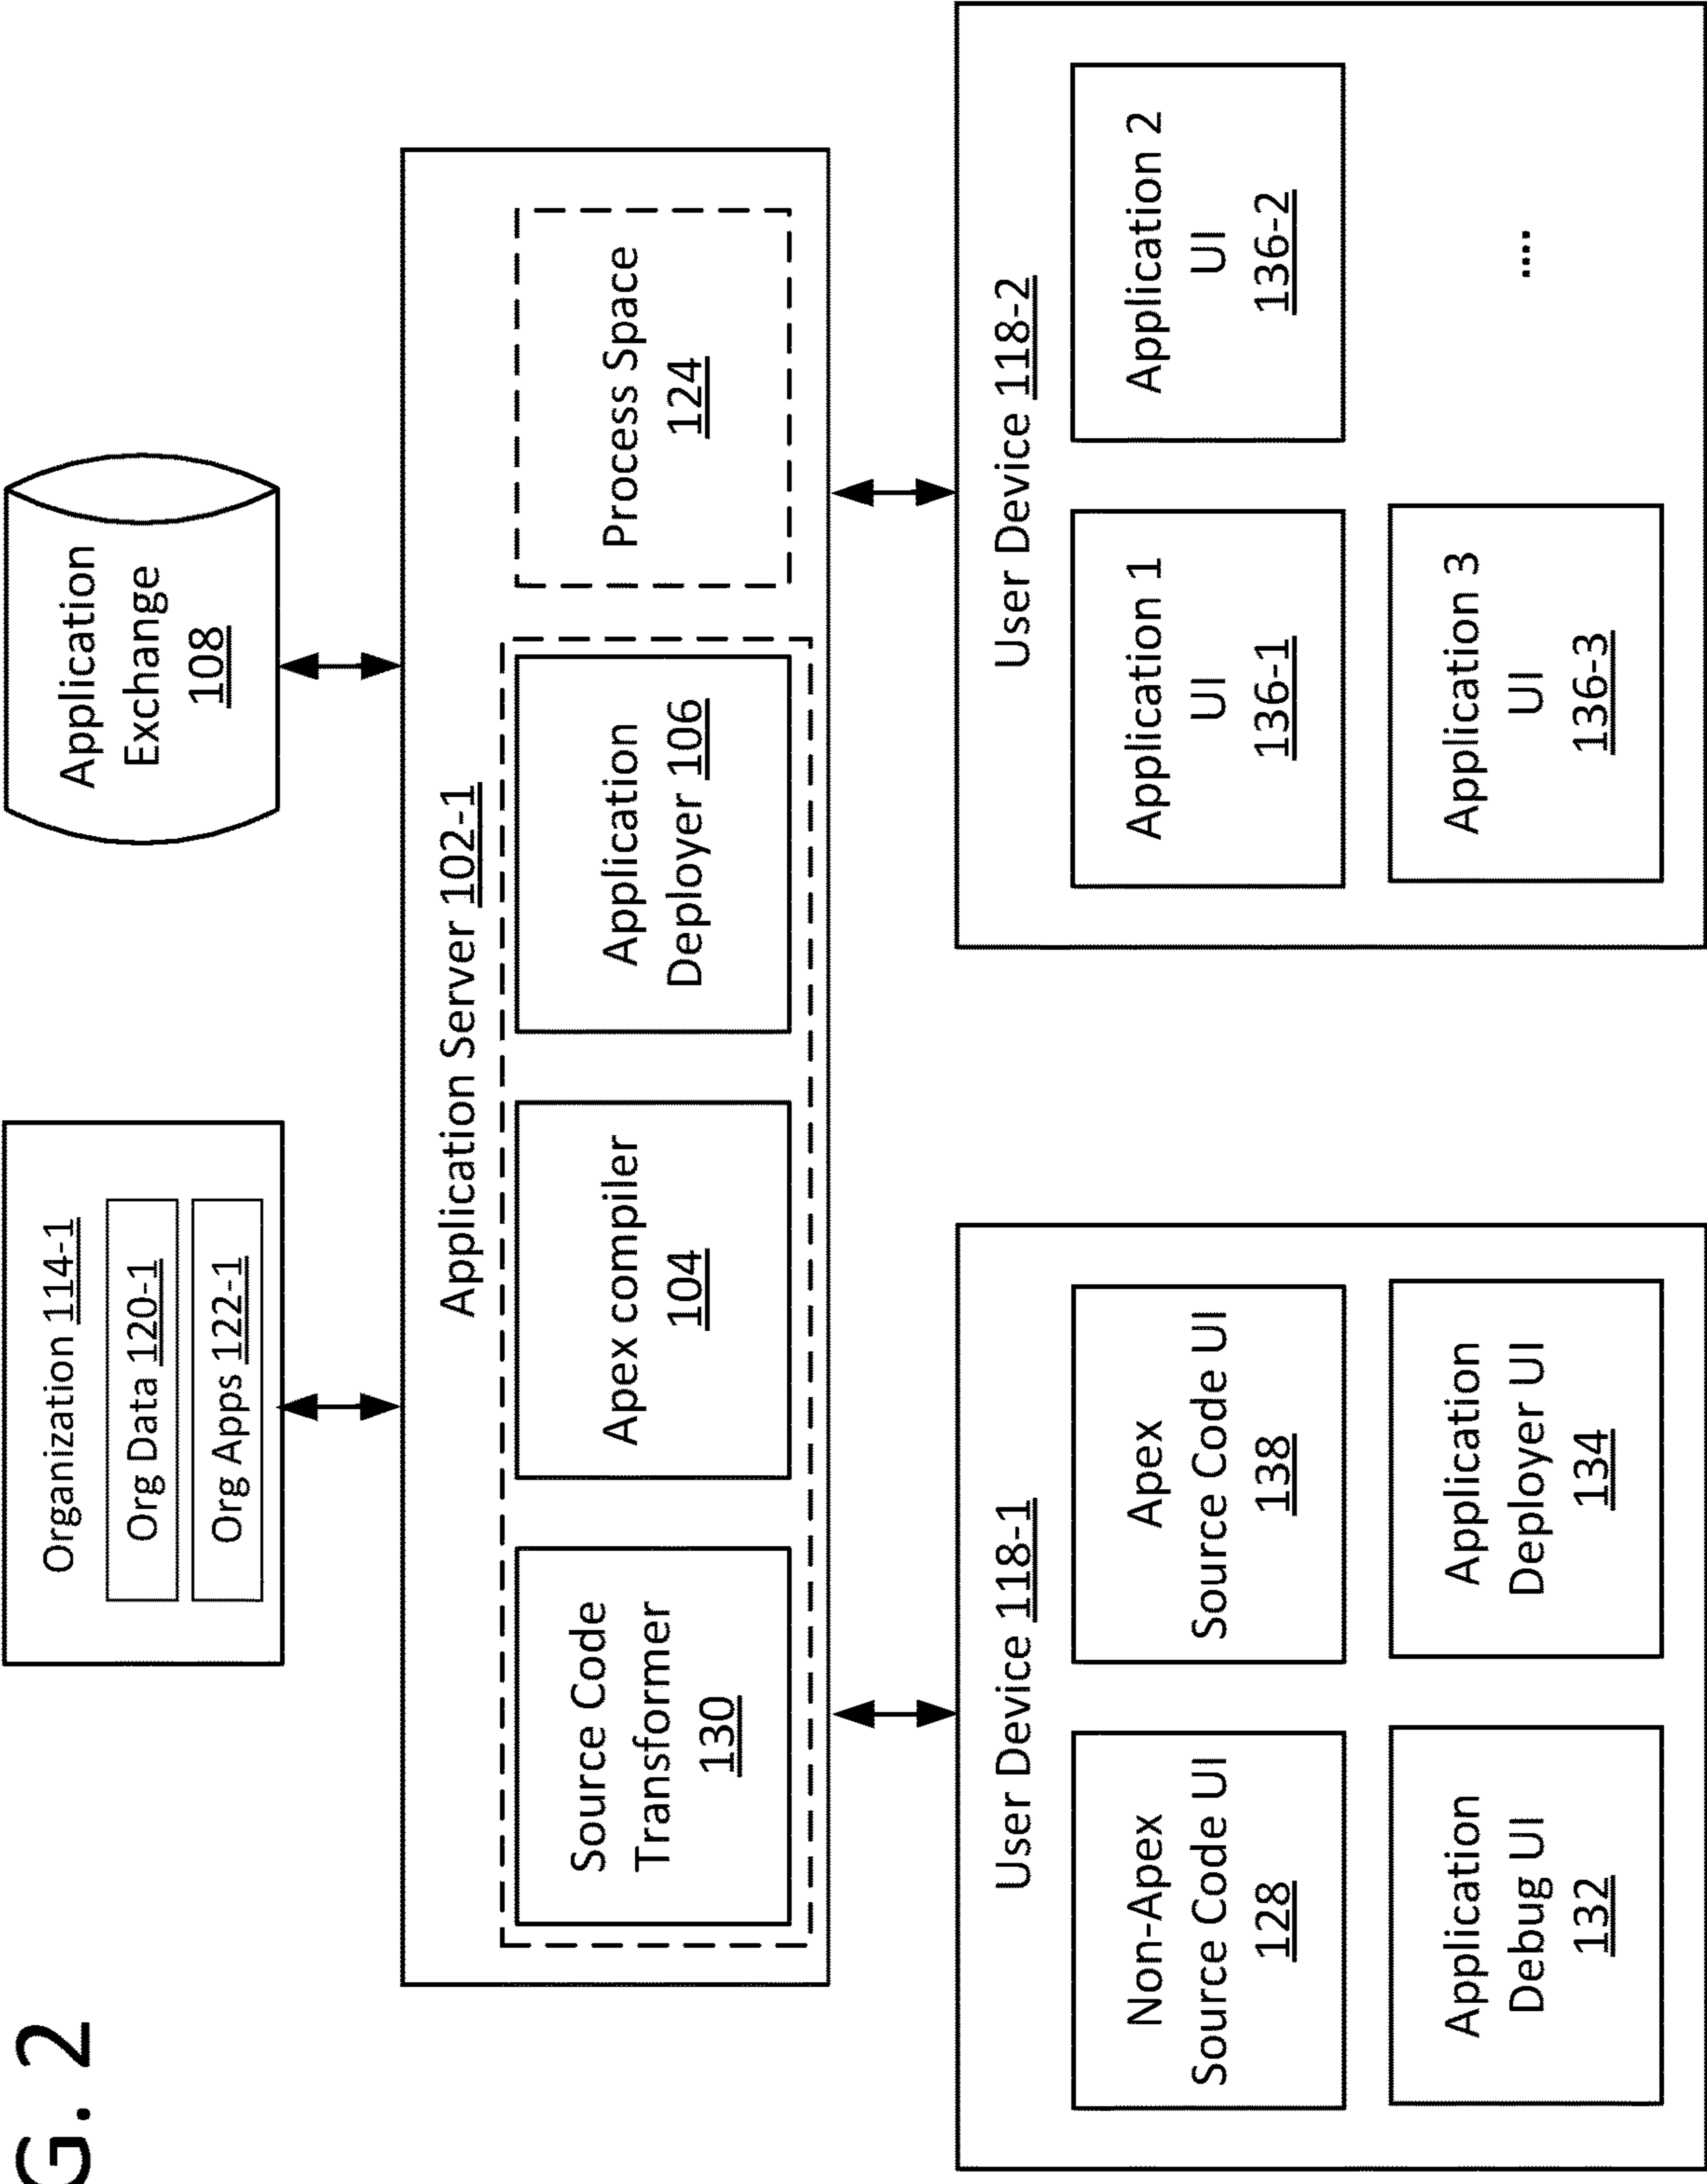 G. 2
Organization 114-1
Org Data 120-1
Org Apps 122-1
Application
Exchange
108
Application Server 102-1
Source Code
Transformer
130
Apex compiler
104
Application
Deployer 106
Process Space
124
User Device 118-1
Non-Apex
Source Code UI
128
Apex
Source Code UI
138
Application
Debug UI
132
Application
Deployer UI
134
User Device 118-2
Application 1
UI
136-1
Application 2
UI
136-2
Application 3
UI
136-3
....